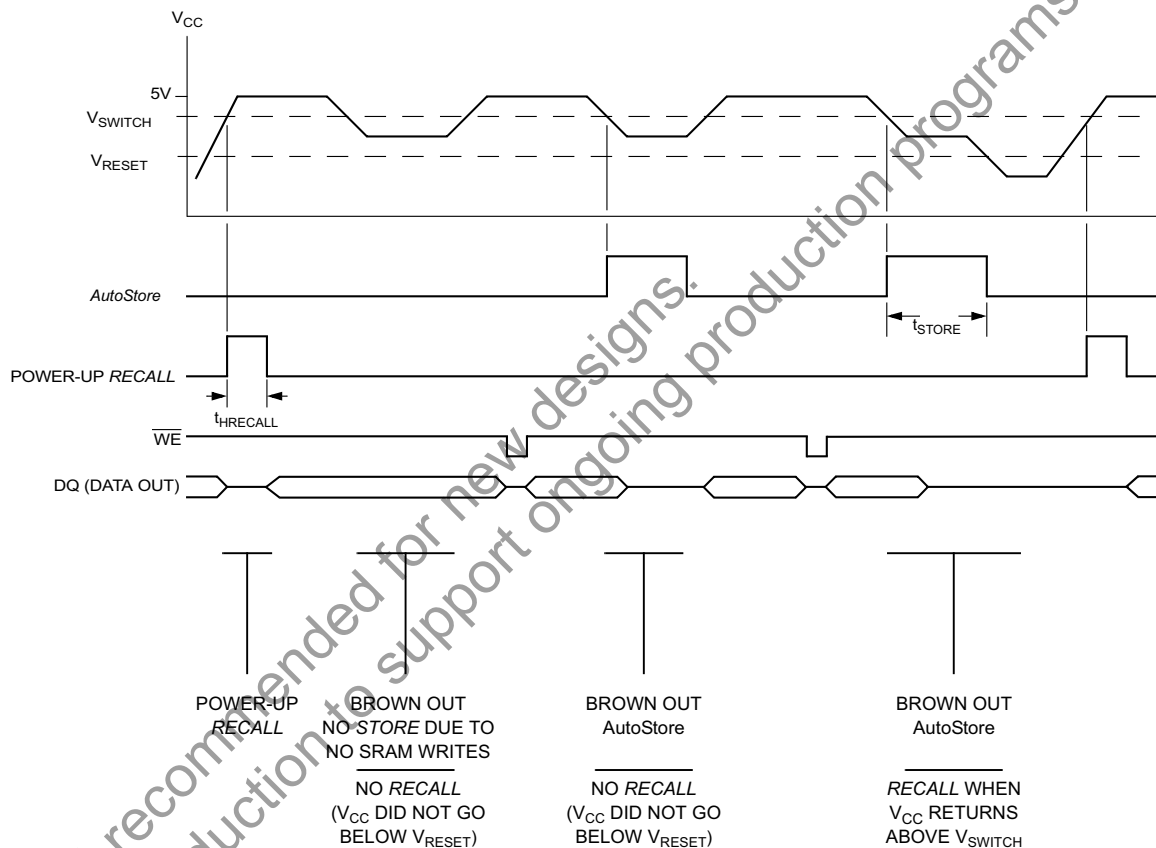 VCC
5V
VSWITCH
VRESET
AutoStore
tSTORE
POWER-UP RECALL
tHRECALL
WE
DQ (DATA OUT)
POWER-UP
RECALL
BROWN OUT
NO STORE DUE TO
NO SRAM WRITES
NO RECALL
(VCC DID NOT GO
BELOW VRESET)
BROWN OUT
AutoStore
NO RECALL
(VCC DID NOT GO
BELOW VRESET)
BROWN OUT
AutoStore
RECALL WHEN
VCC RETURNS
ABOVE VSWITCH
recommended for new designs.
duction to support ongoing production programs